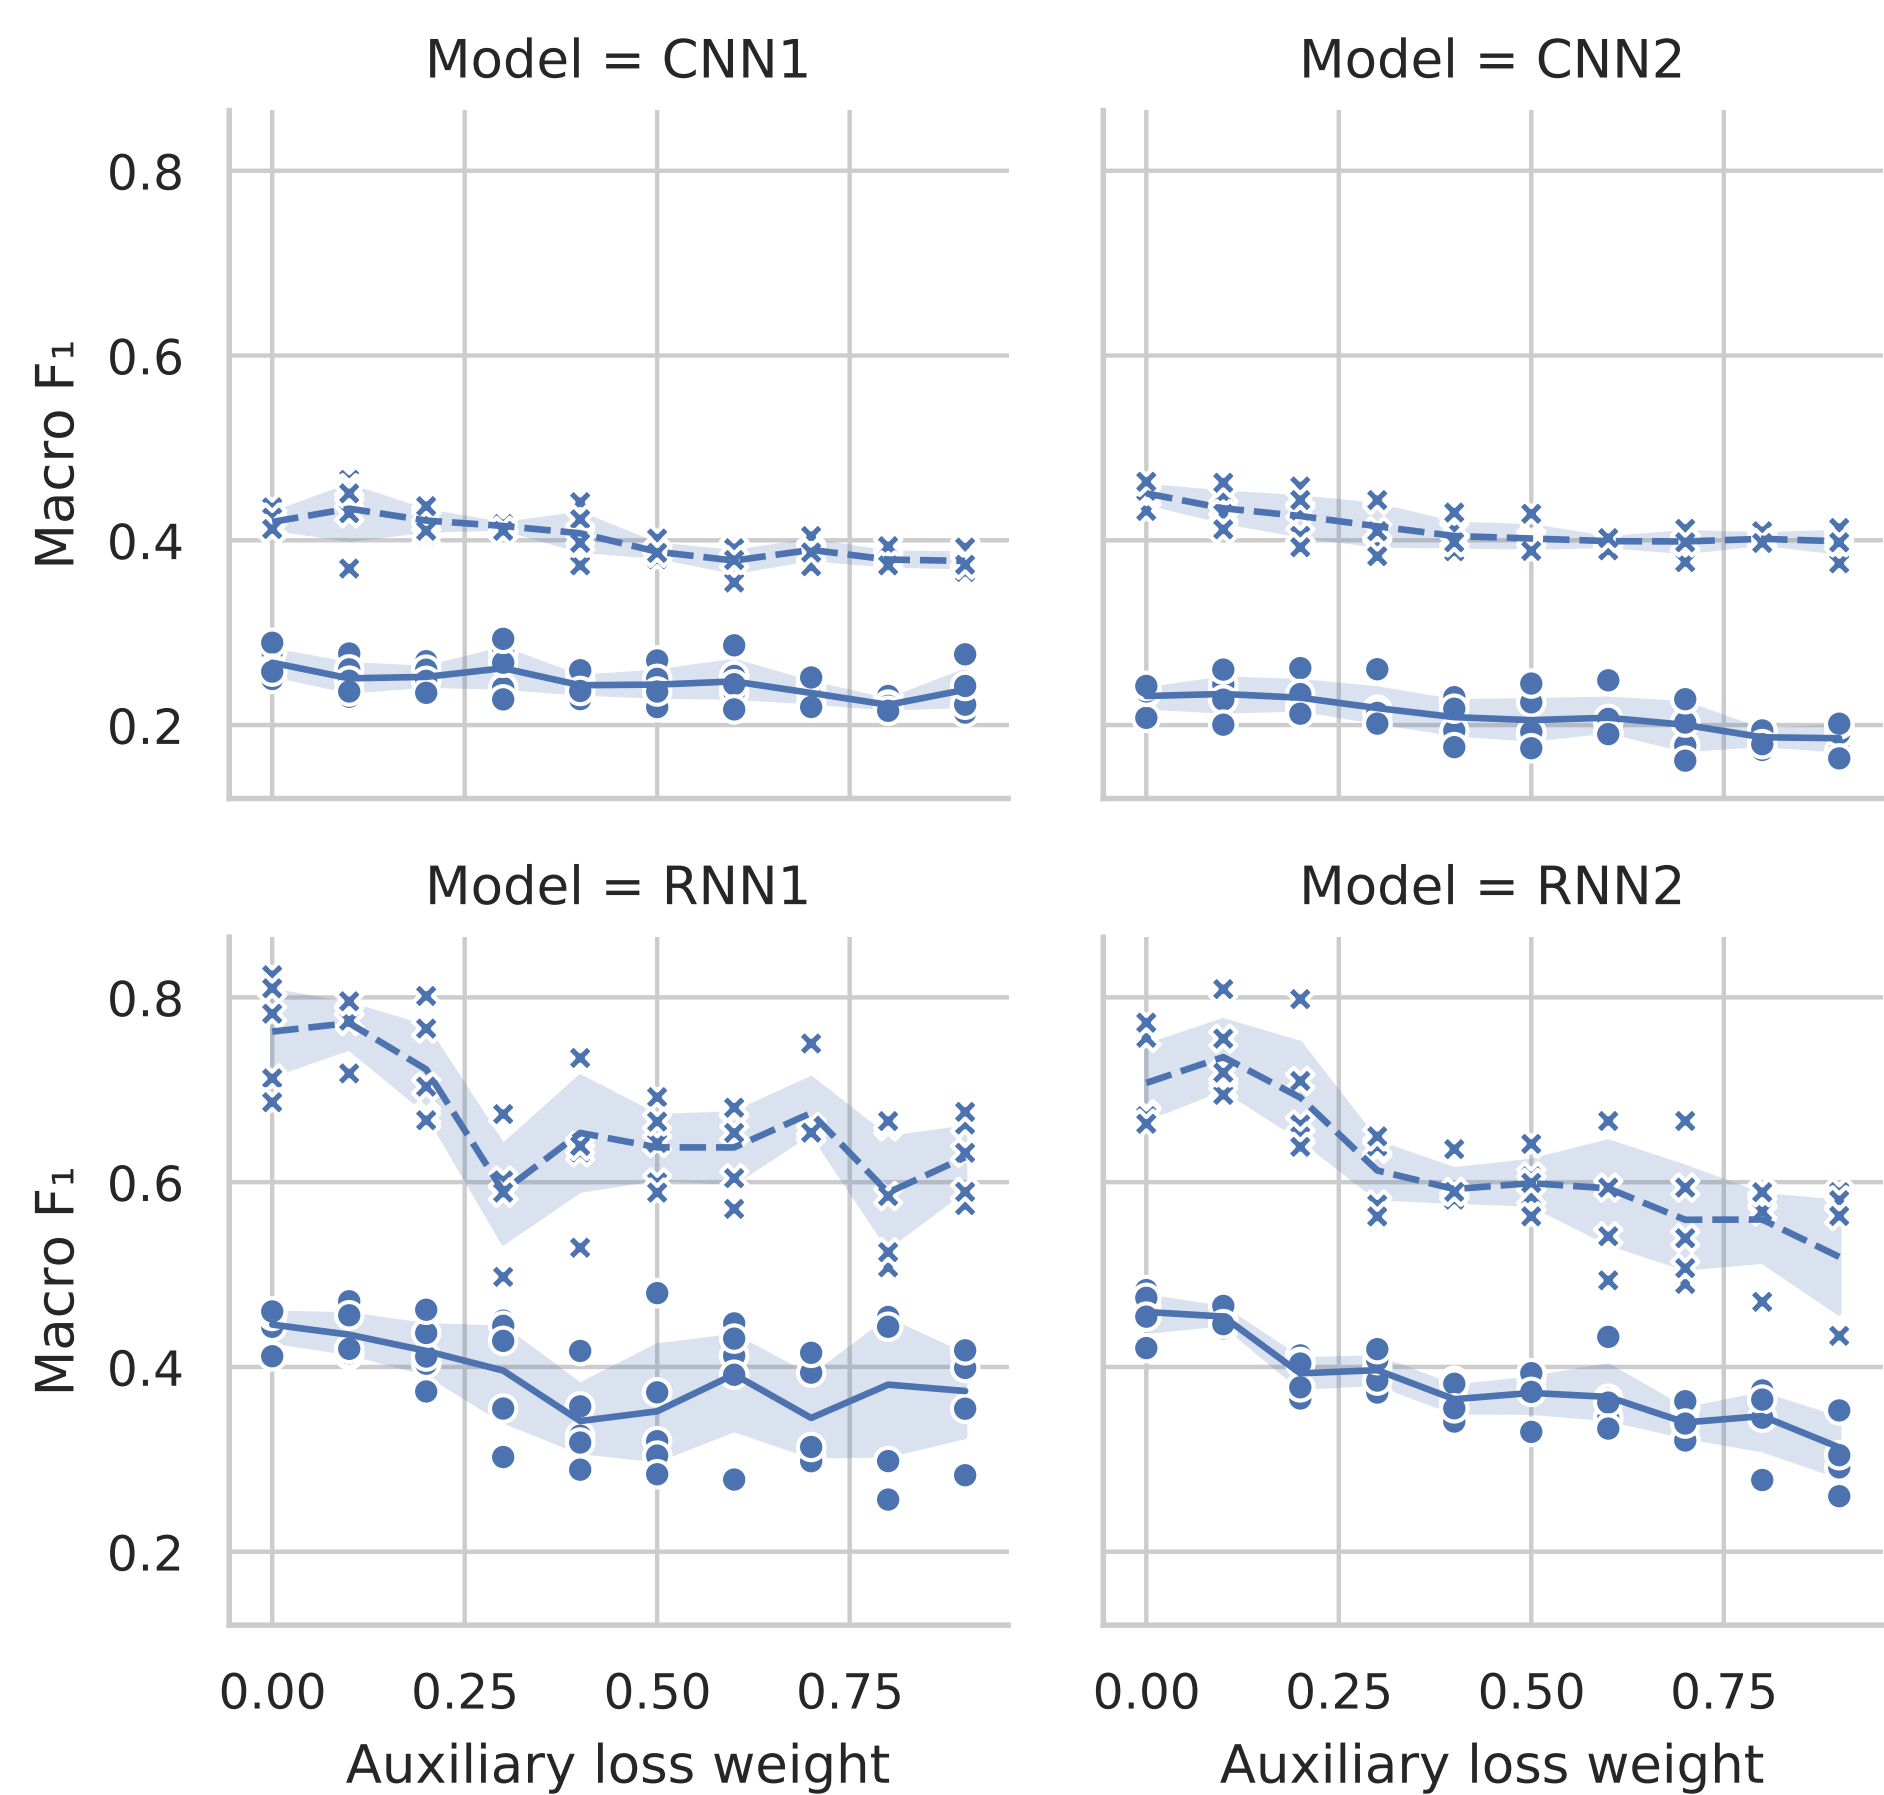 Model = CNN1
Model = CNN2
Macro F₁
0.8
0.6
0.4
0.2
Model = RNN1
Model = RNN2
Macro F₁
0.8
0.6
0.4
0.2
0.00 0.25 0.50 0.75
0.00 0.25 0.50 0.75
Auxiliary loss weight
Auxiliary loss weight